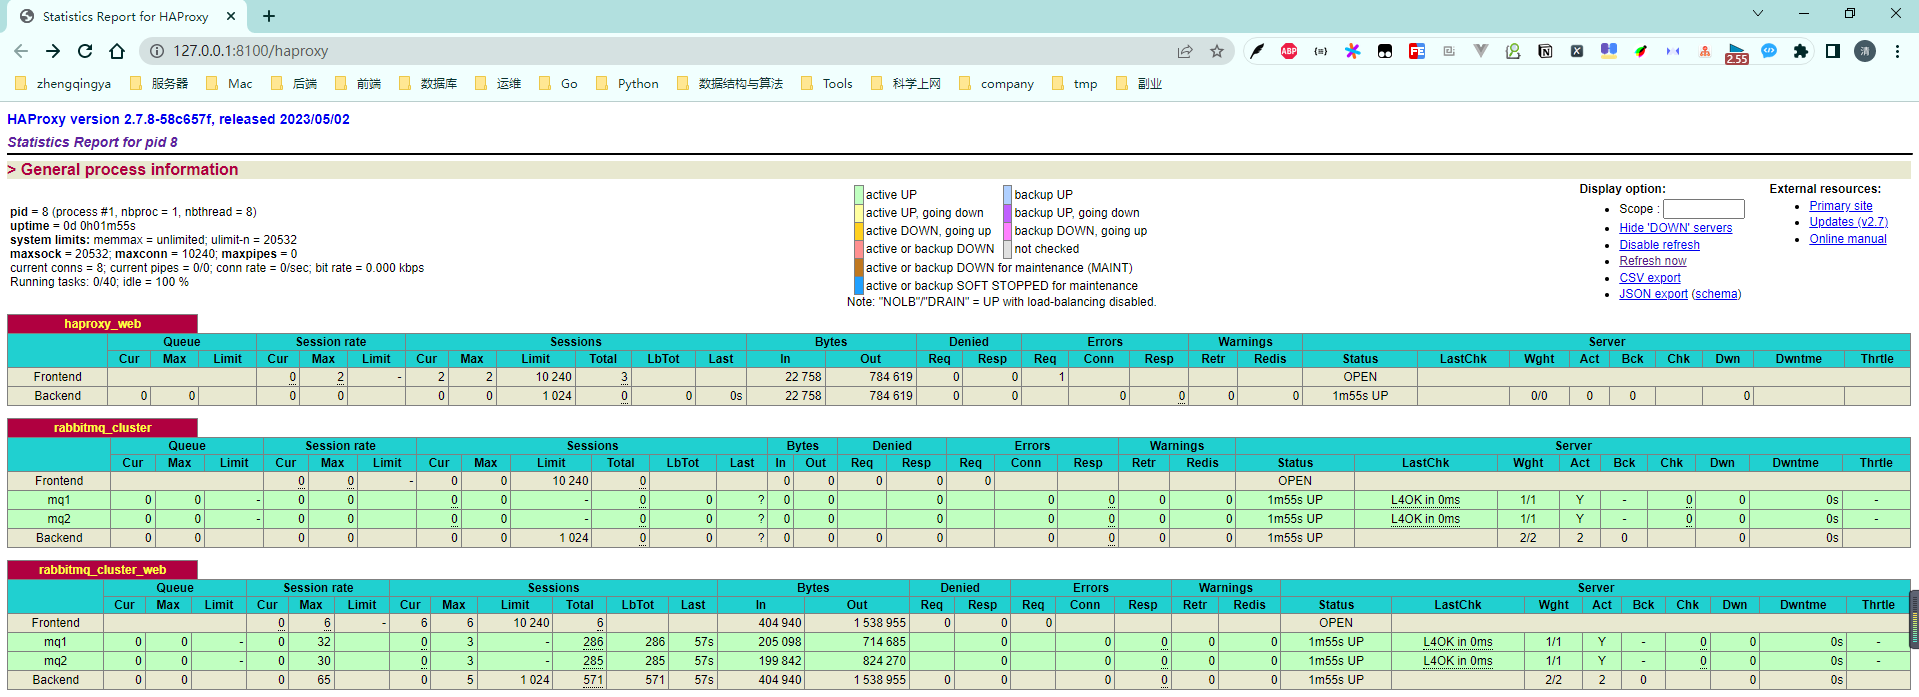 Statistics Report for HAProxy
127.0.0.1:8100/haproxy
2.55
清
zhengqingya 服务器 Mac 后端 前端 数据库 运维 Go Python 数据结构与算法 Tools 科学上网 company tmp 副业
HAProxy version 2.7.8-58c657f, released 2023/05/02
Statistics Report for pid 8
> General process information
pid = 8 (process #1, nbproc = 1, nbthread = 8)
uptime = 0d 0h01m55s
system limits: memmax = unlimited; ulimit-n = 20532
maxsock = 20532; maxconn = 10240; maxpipes = 0
current conns = 8; current pipes = 0/0; conn rate = 0/sec; bit rate = 0.000 kbps
Running tasks: 0/40; idle = 100 %
active UP backup UP
active UP, going down backup UP, going down
active DOWN, going up backup DOWN, going up
active or backup DOWN not checked
active or backup DOWN for maintenance (MAINT)
active or backup SOFT STOPPED for maintenance
Note: "NOLB"/"DRAIN" = UP with load-balancing disabled.
Display option:
Scope :
Hide 'DOWN' servers
Disable refresh
Refresh now
CSV export
JSON export (schema)
External resources:
Primary site
Updates (v2.7)
Online manual
haproxy_web
Queue Session rate Sessions Bytes Denied Errors Warnings Server
Cur Max Limit Cur Max Limit Cur Max Limit Total LbTot Last In Out Req Resp Req Conn Resp Retr Redis Status LastChk Wght Act Bck Chk Dwn Dwntme Thrtle
Frontend 0 2 - 2 2 10 240 3 22 758 784 619 0 0 1 OPEN
Backend 0 0 0 0 0 0 1 024 0 0 0s 22 758 784 619 0 0 0 0 0 0 1m55s UP 0/0 0 0 0
rabbitmq_cluster
Queue Session rate Sessions Bytes Denied Errors Warnings Server
Cur Max Limit Cur Max Limit Cur Max Limit Total LbTot Last In Out Req Resp Req Conn Resp Retr Redis Status LastChk Wght Act Bck Chk Dwn Dwntme Thrtle
Frontend 0 0 - 0 0 10 240 0 0 0 0 0 0 OPEN
mq1 0 0 - 0 0 0 0 - 0 0 ? 0 0 0 0 0 0 0 1m55s UP L4OK in 0ms 1/1 Y - 0 0 0s -
mq2 0 0 - 0 0 0 0 - 0 0 ? 0 0 0 0 0 0 0 1m55s UP L4OK in 0ms 1/1 Y - 0 0 0s -
Backend 0 0 0 0 0 0 1 024 0 0 ? 0 0 0 0 0 0 0 0 1m55s UP 2/2 2 0 0 0s
rabbitmq_cluster_web
Queue Session rate Sessions Bytes Denied Errors Warnings Server
Cur Max Limit Cur Max Limit Cur Max Limit Total LbTot Last In Out Req Resp Req Conn Resp Retr Redis Status LastChk Wght Act Bck Chk Dwn Dwntme Thrtle
Frontend 0 6 - 6 6 10 240 6 404 940 1 538 955 0 0 0 OPEN
mq1 0 0 - 0 32 0 3 - 286 286 57s 205 098 714 685 0 0 0 0 0 1m55s UP L4OK in 0ms 1/1 Y - 0 0 0s -
mq2 0 0 - 0 30 0 3 - 285 285 57s 199 842 824 270 0 0 0 0 0 1m55s UP L4OK in 0ms 1/1 Y - 0 0 0s -
Backend 0 0 0 65 0 5 1 024 571 571 57s 404 940 1 538 955 0 0 0 0 0 0 1m55s UP 2/2 2 0 0 0s